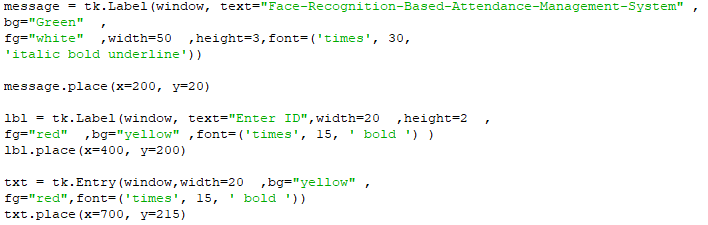 message = tk.Label(window, text="Face-Recognition-Based-Attendance-Management-System" ,
bg="Green"  ,
fg="white"  ,width=50  ,height=3,font=('times', 30,
'italic bold underline'))
message.place(x=200, y=20)
lbl = tk.Label(window, text="Enter ID",width=20  ,height=2  ,
fg="red"  ,bg="yellow" ,font=('times', 15, ' bold ') )
lbl.place(x=400, y=200)
txt = tk.Entry(window,width=20  ,bg="yellow" ,
fg="red",font=('times', 15, ' bold '))
txt.place(x=700, y=215)